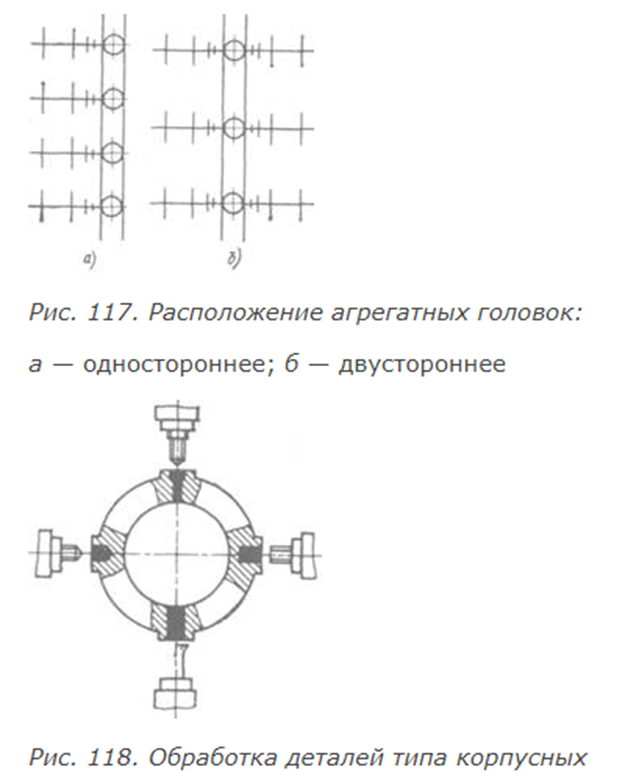 а)
б)
Рис. 117. Расположение агрегатных головок:
а — одностороннее; б — двустороннее
Рис. 118. Обработка деталей типа корпусных